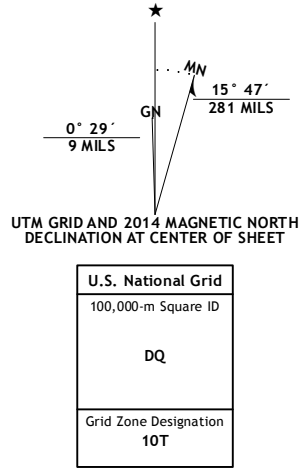 ★
MN
GN
15° 47´
281 MILS
0° 29´
9 MILS
UTM GRID AND 2014 MAGNETIC NORTH
DECLINATION AT CENTER OF SHEET
U.S. National Grid
100,000-m Square ID
DQ
Grid Zone Designation
10T